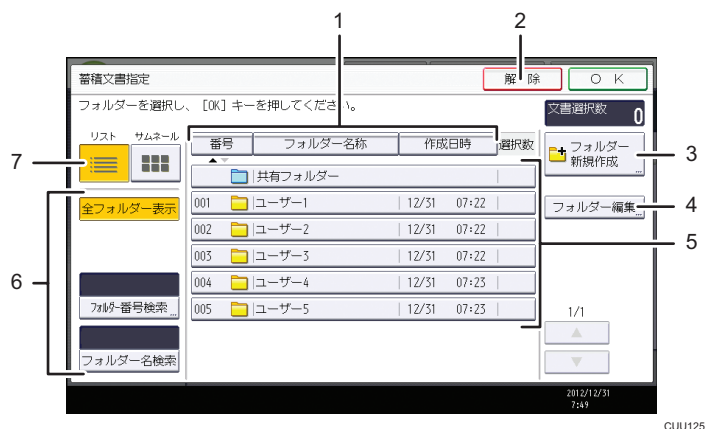 1
2
蓄積文書指定
解 除
O K
フォルダーを選択し、 [OK] キーを押してください。
文書選択数
0
リスト サムネール
番号 フォルダー名称 作成日時 選択数
フォルダー
新規作成
3
7
共有フォルダー
全フォルダー表示
001 ユーザー1 12/31 07:22
フォルダー編集
4
002 ユーザー2 12/31 07:22
5
003 ユーザー3 12/31 07:22
6
004 ユーザー4 12/31 07:23
005 ユーザー5 12/31 07:23
フォルダー番号検索
1/1
フォルダー名検索
2012/12/31
7:49
CUU125